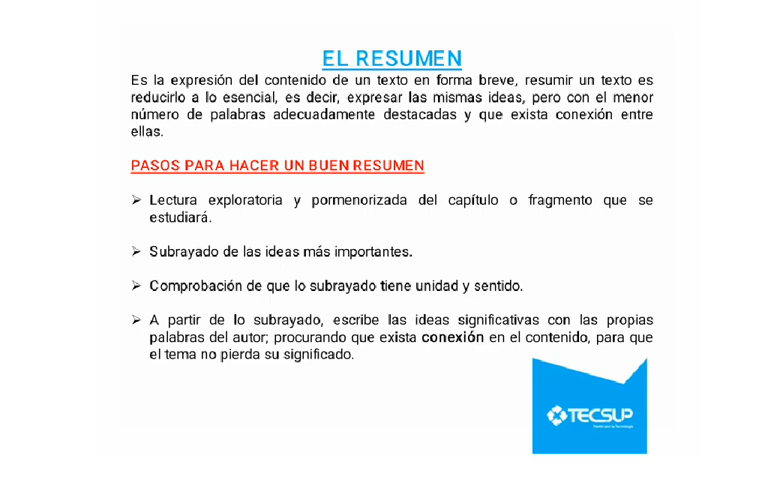 EL RESUMEN
Es la expresión del contenido de un texto en forma breve, resumir un texto es
reducirlo a lo esencial, es decir, expresar las mismas ideas, pero con el menor
número de palabras adecuadamente destacadas y que exista conexión entre
ellas.
PASOS PARA HACER UN BUEN RESUMEN
➢ Lectura exploratoria y pormenorizada del capítulo o fragmento que se
estudiará.
➢ Subrayado de las ideas más importantes.
➢ Comprobación de que lo subrayado tiene unidad y sentido.
➢ A partir de lo subrayado, escribe las ideas significativas con las propias
palabras del autor; procurando que exista conexión en el contenido, para que
el tema no pierda su significado.
TECSUP